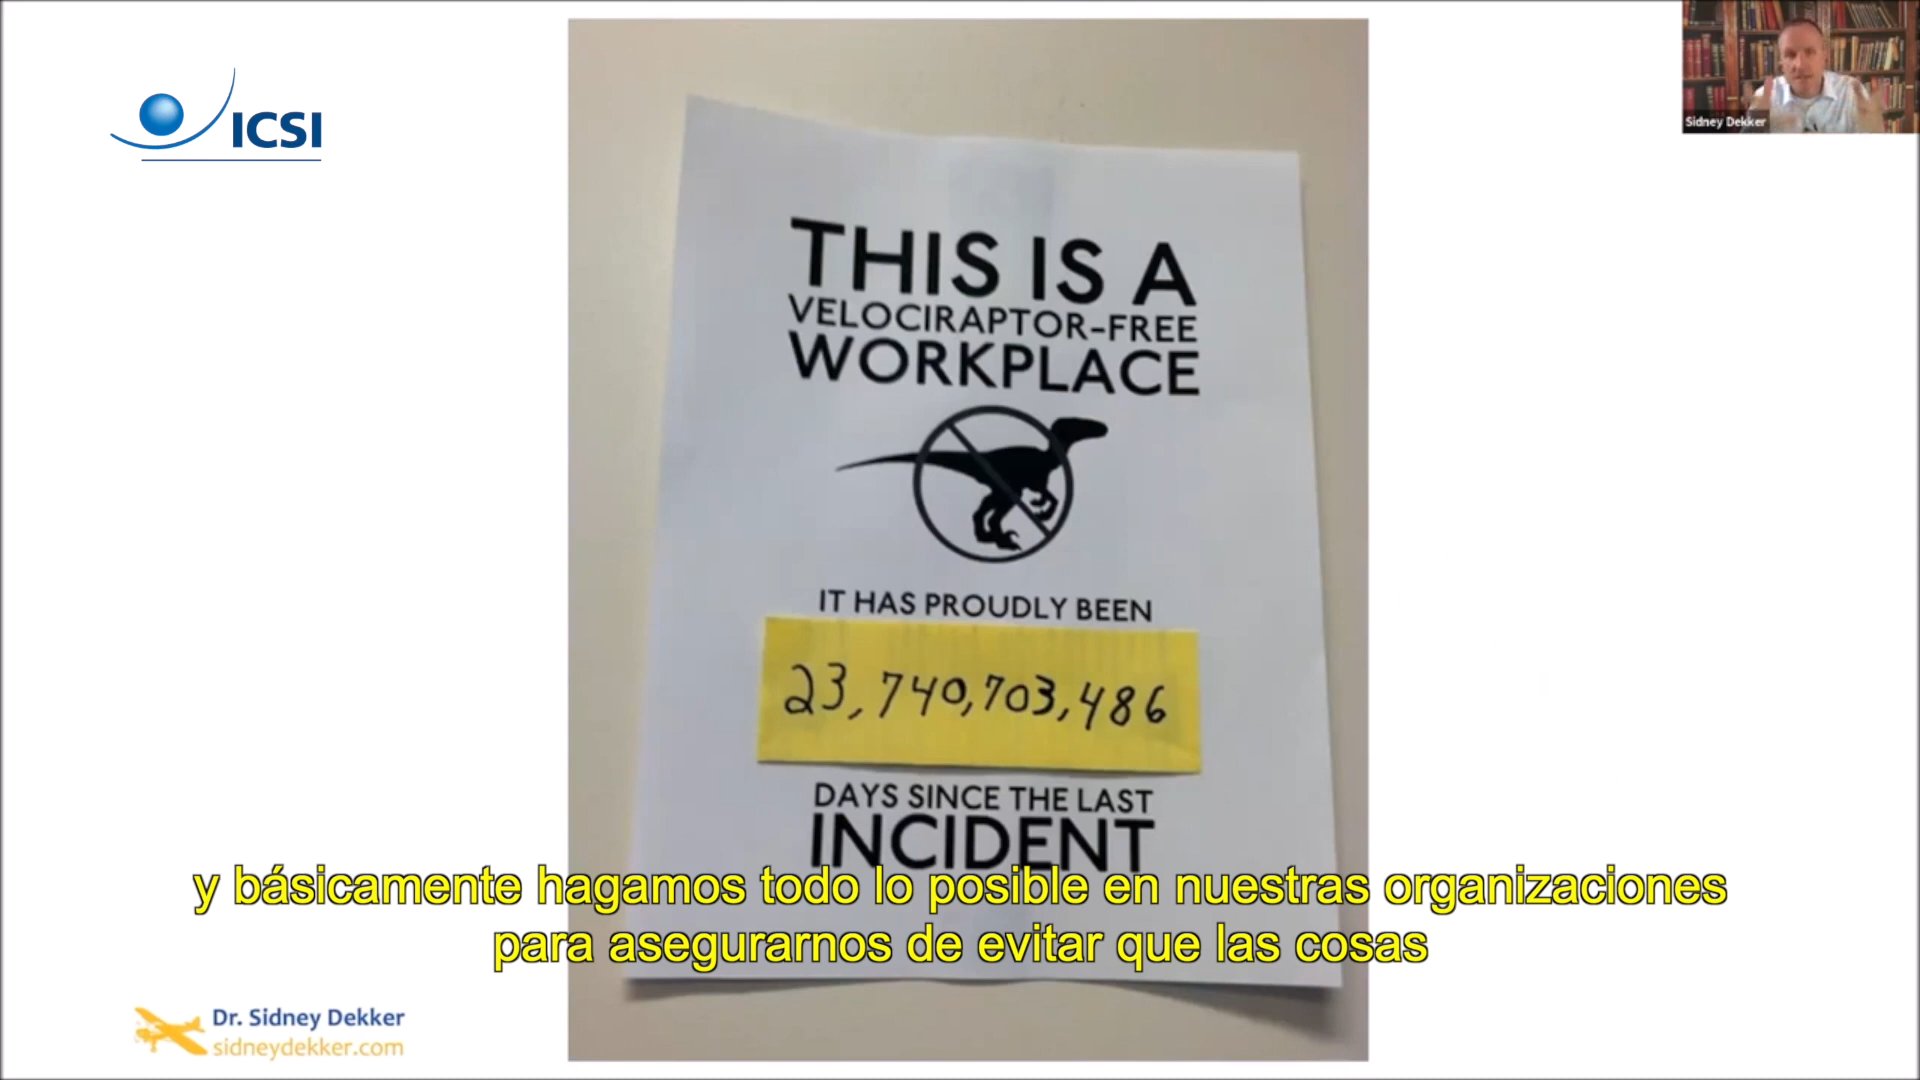 ICSI
Sidney Dekker
THIS IS A
VELOCIRAPTOR-FREE
WORKPLACE
IT HAS PROUDLY BEEN
23,740,703,486
DAYS SINCE THE LAST
INCIDENT
y básicamente hagamos todo lo posible en nuestras organizaciones
para asegurarnos de evitar que las cosas
Dr. Sidney Dekker
sidneydekker.com